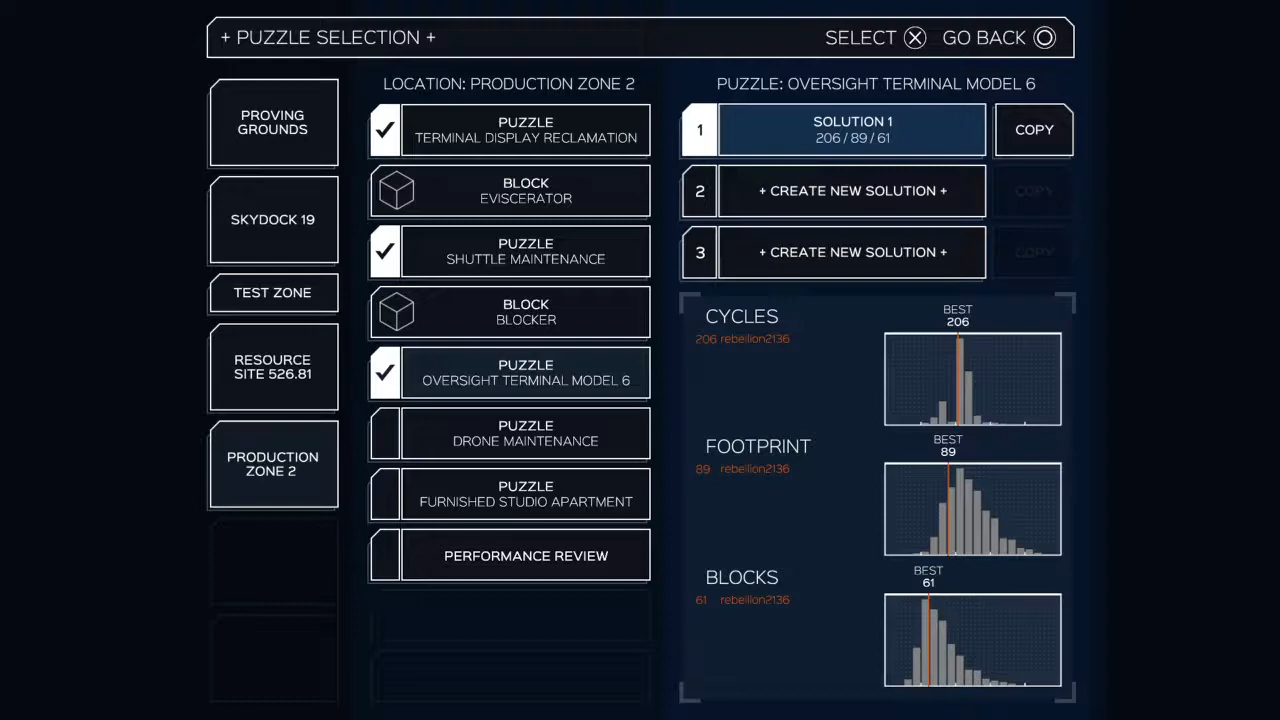 + PUZZLE SELECTION +
SELECT
GO BACK
PROVING
GROUNDS
SKYDOCK 19
TEST ZONE
RESOURCE
SITE 526.81
PRODUCTION
ZONE 2
LOCATION: PRODUCTION ZONE 2
PUZZLE
TERMINAL DISPLAY RECLAMATION
BLOCK
EVISCERATOR
PUZZLE
SHUTTLE MAINTENANCE
BLOCK
BLOCKER
PUZZLE
OVERSIGHT TERMINAL MODEL 6
PUZZLE
DRONE MAINTENANCE
PUZZLE
FURNISHED STUDIO APARTMENT
PERFORMANCE REVIEW
PUZZLE: OVERSIGHT TERMINAL MODEL 6
1
SOLUTION 1
206 / 89 / 61
COPY
2
+ CREATE NEW SOLUTION +
COPY
3
+ CREATE NEW SOLUTION +
COPY
CYCLES
206 rebellion2136
BEST
206
FOOTPRINT
89 rebellion2136
BEST
89
BLOCKS
61 rebellion2136
BEST
61